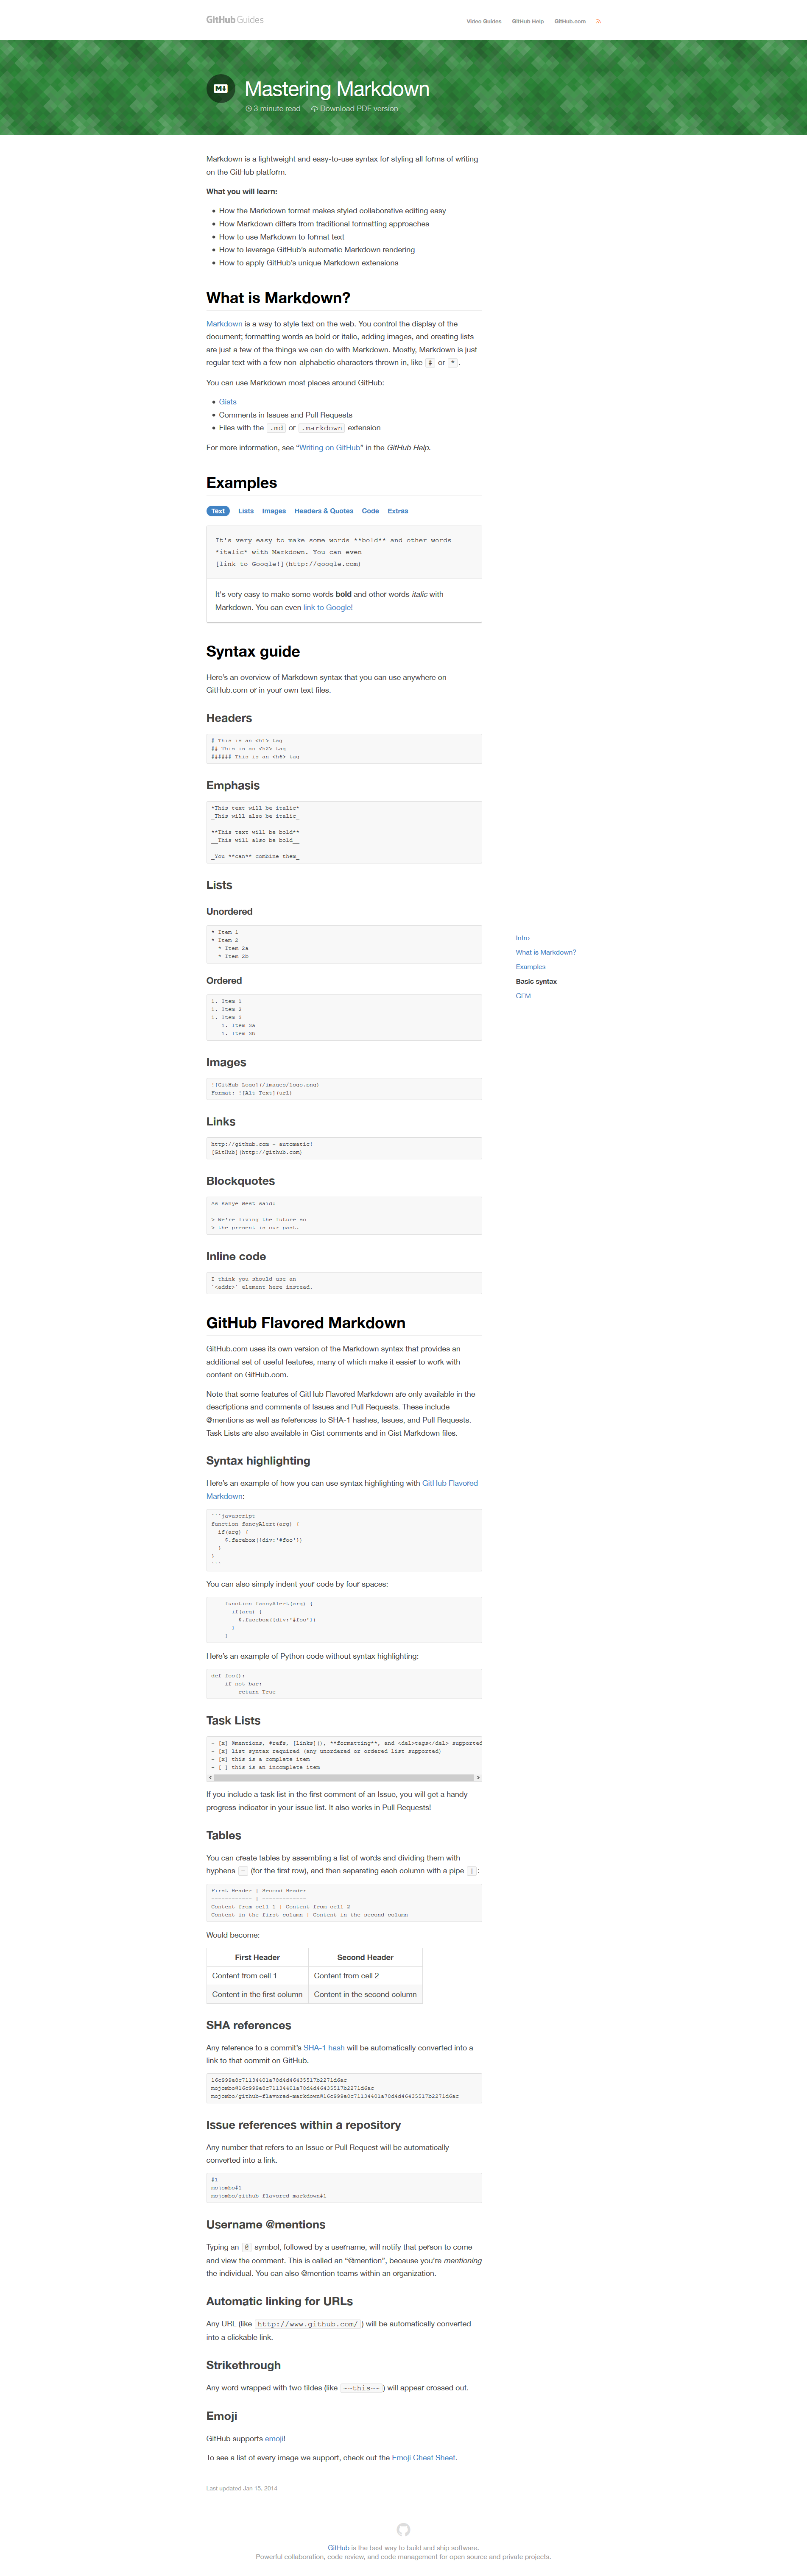 GitHub Guides
Video Guides GitHub Help GitHub.com
Mastering Markdown
3 minute read Download PDF version
Markdown is a lightweight and easy-to-use syntax for styling all forms of writing
on the GitHub platform.
What you will learn:
• How the Markdown format makes styled collaborative editing easy
• How Markdown differs from traditional formatting approaches
• How to use Markdown to format text
• How to leverage GitHub's automatic Markdown rendering
• How to apply GitHub's unique Markdown extensions
What is Markdown?
Markdown is a way to style text on the web. You control the display of the
document; formatting words as bold or italic, adding images, and creating lists
are just a few of the things we can do with Markdown. Mostly, Markdown is just
regular text with a few non-alphabetic characters thrown in, like # or *.
You can use Markdown most places around GitHub:
• Gists
• Comments in Issues and Pull Requests
• Files with the .md or .markdown extension
For more information, see “Writing on GitHub” in the GitHub Help.
Examples
Text Lists Images Headers & Quotes Code Extras
It's very easy to make some words **bold** and other words
*italic* with Markdown. You can even
[link to Google!](http://google.com)
It's very easy to make some words bold and other words italic with
Markdown. You can even link to Google!
Syntax guide
Here's an overview of Markdown syntax that you can use anywhere on
GitHub.com or in your own text files.
Headers
# This is an <h1> tag
## This is an <h2> tag
###### This is an <h6> tag
Emphasis
*This text will be italic*
_This will also be italic_
**This text will be bold**
__This will also be bold__
_You **can** combine them_
Lists
Unordered
* Item 1
* Item 2
  * Item 2a
  * Item 2b
Ordered
1. Item 1
1. Item 2
1. Item 3
   1. Item 3a
   1. Item 3b
Intro
What is Markdown?
Examples
Basic syntax
GFM
Images
![GitHub Logo](/images/logo.png)
Format: ![Alt Text](url)
Links
http://github.com - automatic!
[GitHub](http://github.com)
Blockquotes
As Kanye West said:
> We're living the future so
> the present is our past.
Inline code
I think you should use an
`<addr>` element here instead.
GitHub Flavored Markdown
GitHub.com uses its own version of the Markdown syntax that provides an
additional set of useful features, many of which make it easier to work with
content on GitHub.com.
Note that some features of GitHub Flavored Markdown are only available in the
descriptions and comments of Issues and Pull Requests. These include
@mentions as well as references to SHA-1 hashes, Issues, and Pull Requests.
Task Lists are also available in Gist comments and in Gist Markdown files.
Syntax highlighting
Here's an example of how you can use syntax highlighting with GitHub Flavored
Markdown:
```javascript
function fancyAlert(arg) {
  if(arg) {
    $.facebox({div:'#foo'})
  }
}
```
You can also simply indent your code by four spaces:
    function fancyAlert(arg) {
      if(arg) {
        $.facebox({div:'#foo'})
      }
    }
Here's an example of Python code without syntax highlighting:
def foo():
    if not bar:
        return True
Task Lists
- [x] @mentions, #refs, [links](), **formatting**, and <del>tags</del> supported
- [x] list syntax required (any unordered or ordered list supported)
- [x] this is a complete item
- [ ] this is an incomplete item
If you include a task list in the first comment of an Issue, you will get a handy
progress indicator in your issue list. It also works in Pull Requests!
Tables
You can create tables by assembling a list of words and dividing them with
hyphens - (for the first row), and then separating each column with a pipe |:
First Header | Second Header
------------ | -------------
Content from cell 1 | Content from cell 2
Content in the first column | Content in the second column
Would become:
First Header Second Header
Content from cell 1 Content from cell 2
Content in the first column Content in the second column
SHA references
Any reference to a commit's SHA-1 hash will be automatically converted into a
link to that commit on GitHub.
16c999e8c71134401a78d4d46435517b2271d6ac
mojombo@16c999e8c71134401a78d4d46435517b2271d6ac
mojombo/github-flavored-markdown@16c999e8c71134401a78d4d46435517b2271d6ac
Issue references within a repository
Any number that refers to an Issue or Pull Request will be automatically
converted into a link.
#1
mojombo#1
mojombo/github-flavored-markdown#1
Username @mentions
Typing an @ symbol, followed by a username, will notify that person to come
and view the comment. This is called an “@mention”, because you're mentioning
the individual. You can also @mention teams within an organization.
Automatic linking for URLs
Any URL (like http://www.github.com/) will be automatically converted
into a clickable link.
Strikethrough
Any word wrapped with two tildes (like ~~this~~) will appear crossed out.
Emoji
GitHub supports emoji!
To see a list of every image we support, check out the Emoji Cheat Sheet.
Last updated Jan 15, 2014
GitHub is the best way to build and ship software.
Powerful collaboration, code review, and code management for open source and private projects.